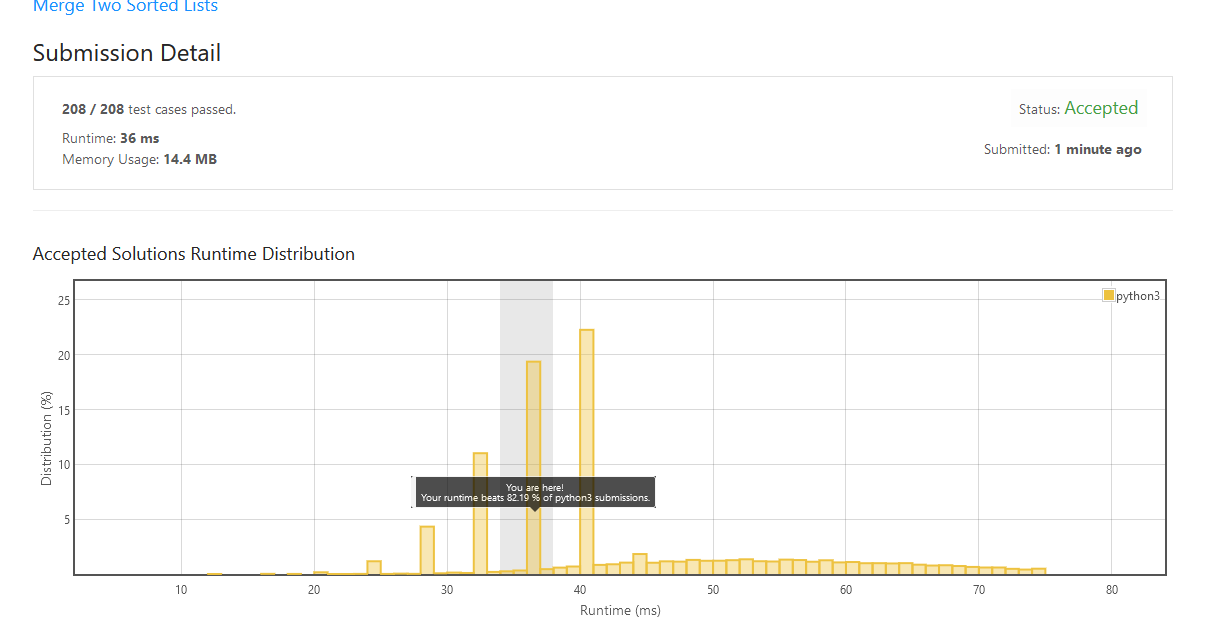 Merge Two Sorted Lists
Submission Detail
208 / 208 test cases passed.
Status: Accepted
Runtime: 36 ms
Submitted: 1 minute ago
Memory Usage: 14.4 MB
Accepted Solutions Runtime Distribution
python3
Distribution (%)
25
20
15
10
5
You are here!
Your runtime beats 82.19 % of python3 submissions.
10 20 30 40 50 60 70 80
Runtime (ms)